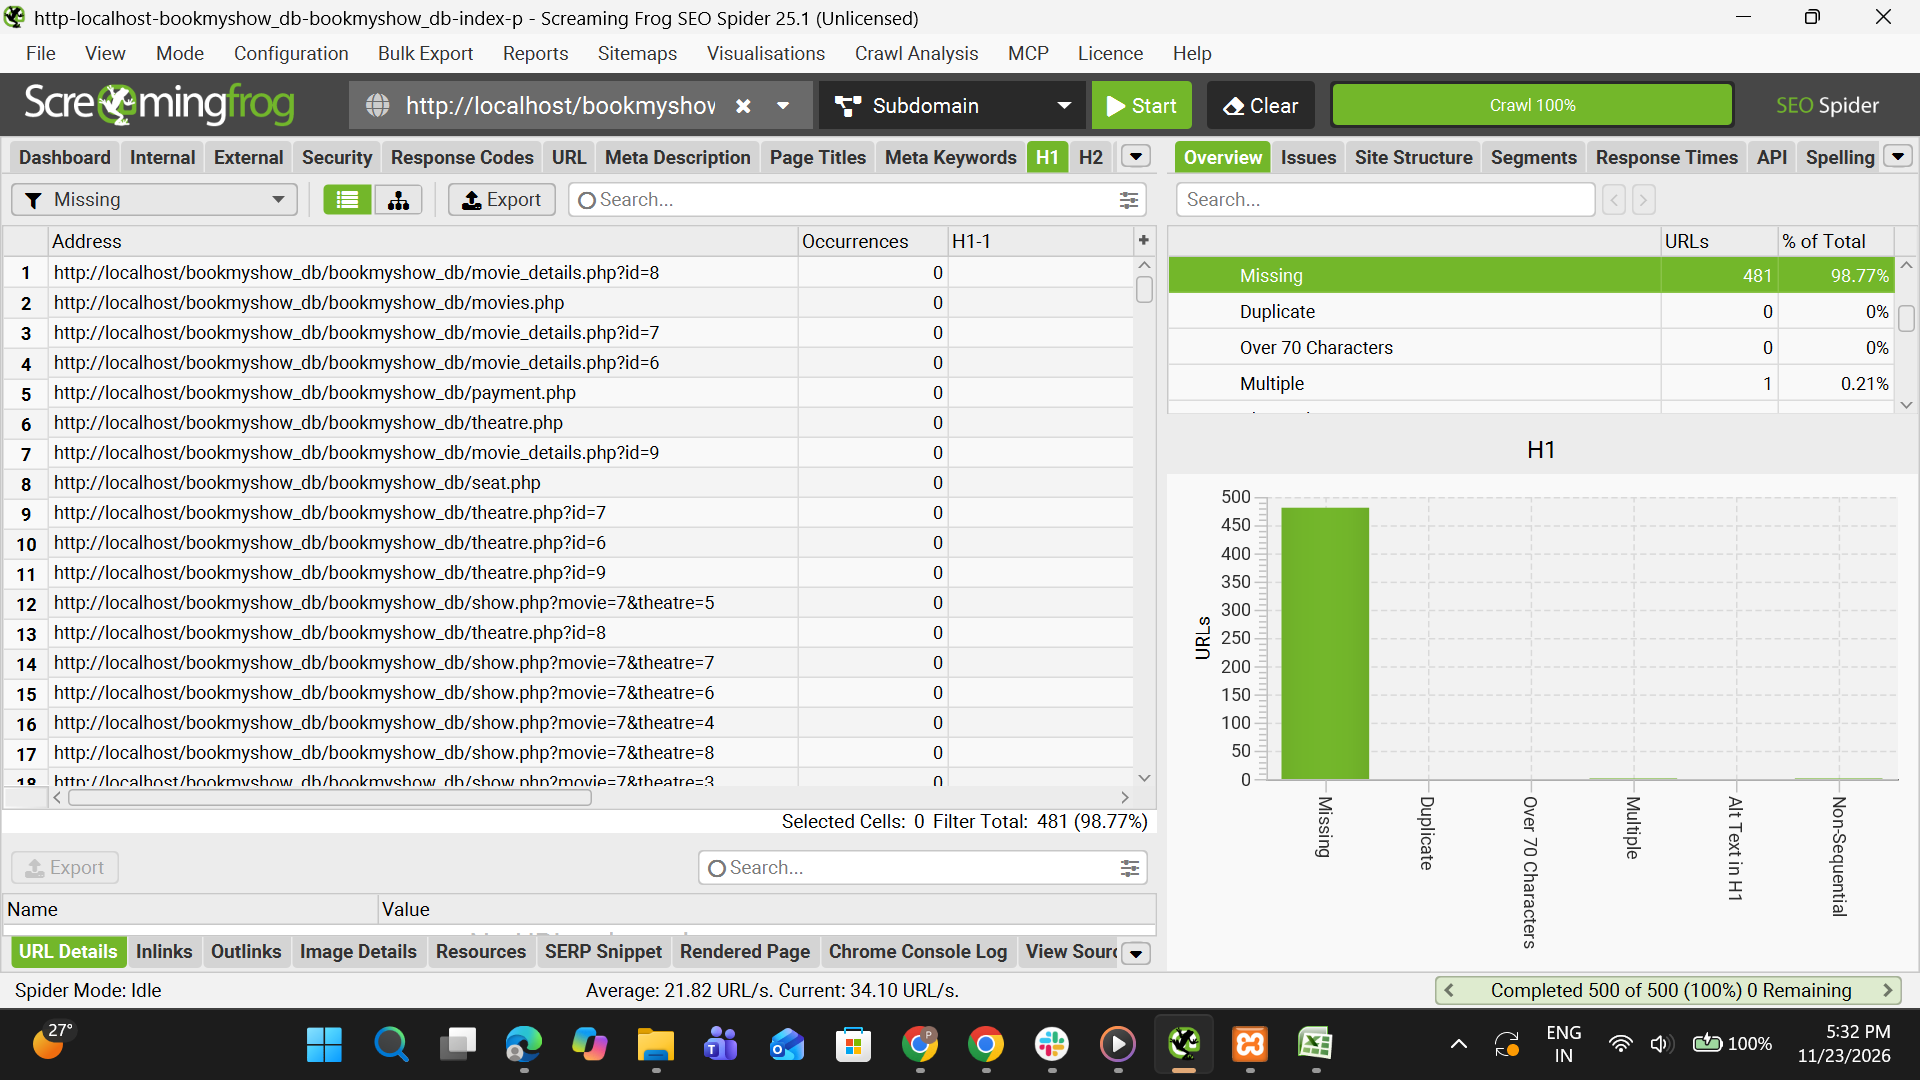 http-localhost-bookmyshow_db-bookmyshow_db-index-p - Screaming Frog SEO Spider 25.1 (Unlicensed)
File View Mode Configuration Bulk Export Reports Sitemaps Visualisations Crawl Analysis MCP Licence Help
Screamingfrog http://localhost/bookmyshov Subdomain Start Clear Crawl 100% SEO Spider
Dashboard Internal External Security Response Codes URL Meta Description Page Titles Meta Keywords H1 H2
Missing Export Search...
Address Occurrences H1-1
1 http://localhost/bookmyshow_db/bookmyshow_db/movie_details.php?id=8 0
2 http://localhost/bookmyshow_db/bookmyshow_db/movies.php 0
3 http://localhost/bookmyshow_db/bookmyshow_db/movie_details.php?id=7 0
4 http://localhost/bookmyshow_db/bookmyshow_db/movie_details.php?id=6 0
5 http://localhost/bookmyshow_db/bookmyshow_db/payment.php 0
6 http://localhost/bookmyshow_db/bookmyshow_db/theatre.php 0
7 http://localhost/bookmyshow_db/bookmyshow_db/movie_details.php?id=9 0
8 http://localhost/bookmyshow_db/bookmyshow_db/seat.php 0
9 http://localhost/bookmyshow_db/bookmyshow_db/theatre.php?id=7 0
10 http://localhost/bookmyshow_db/bookmyshow_db/theatre.php?id=6 0
11 http://localhost/bookmyshow_db/bookmyshow_db/theatre.php?id=9 0
12 http://localhost/bookmyshow_db/bookmyshow_db/show.php?movie=7&theatre=5 0
13 http://localhost/bookmyshow_db/bookmyshow_db/theatre.php?id=8 0
14 http://localhost/bookmyshow_db/bookmyshow_db/show.php?movie=7&theatre=7 0
15 http://localhost/bookmyshow_db/bookmyshow_db/show.php?movie=7&theatre=6 0
16 http://localhost/bookmyshow_db/bookmyshow_db/show.php?movie=7&theatre=4 0
17 http://localhost/bookmyshow_db/bookmyshow_db/show.php?movie=7&theatre=8 0
18 http://localhost/bookmyshow_db/bookmyshow_db/show.php?movie=7&theatre=3 0
Selected Cells: 0 Filter Total: 481 (98.77%)
Export Search...
Name Value
URL Details Inlinks Outlinks Image Details Resources SERP Snippet Rendered Page Chrome Console Log View Sourc
Overview Issues Site Structure Segments Response Times API Spelling
Search...
URLs % of Total
Missing 481 98.77%
Duplicate 0 0%
Over 70 Characters 0 0%
Multiple 1 0.21%
H1
URLs
500
450
400
350
300
250
200
150
100
50
0
Missing
Duplicate
Over 70 Characters
Multiple
Alt Text in H1
Non-Sequential
Spider Mode: Idle Average: 21.82 URL/s. Current: 34.10 URL/s. Completed 500 of 500 (100%) 0 Remaining
27°
ENG
IN
100%
5:32 PM
11/23/2026